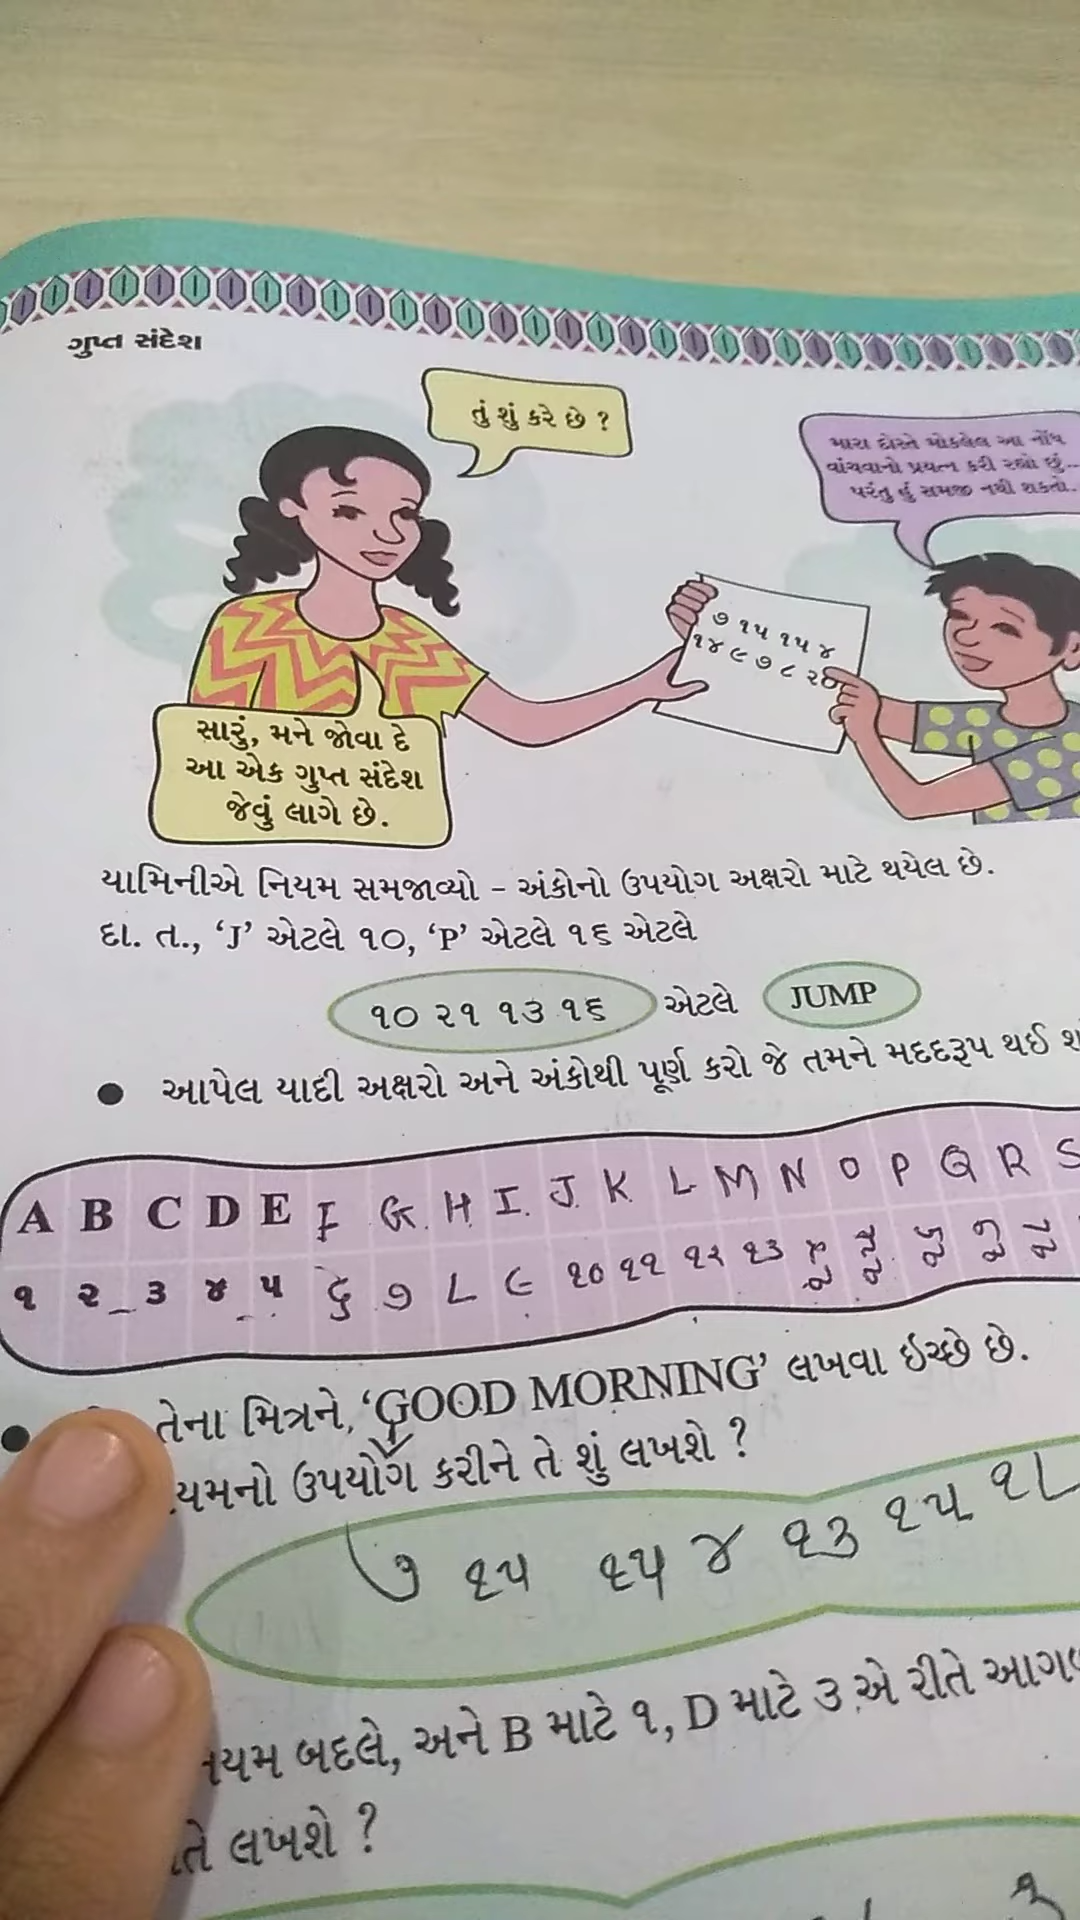 ગુપ્ત સંદેશ
તું શું કરે છે ?
મારા દોસ્તે મોકલેલ આ નોંધ
વાંચવાનો પ્રયત્ન કરી રહ્યો છું...
પરંતુ હું સમજી નથી શકતો.
૭ ૧૫ ૧૫ ૪
૧૪ ૯ ૭ ૮ ૨૦
સારું, મને જોવા દે
આ એક ગુપ્ત સંદેશ
જેવું લાગે છે.
યામિનીએ નિયમ સમજાવ્યો – અંકોનો ઉપયોગ અક્ષરો માટે થયેલ છે.
દા. ત., ‘J’ એટલે ૧૦, ‘P’ એટલે ૧૬ એટલે
૧૦ ૨૧ ૧૩ ૧૬ એટલે JUMP
● આપેલ યાદી અક્ષરો અને અંકોથી પૂર્ણ કરો જે તમને મદદરૂપ થઈ
A B C D E F G H I J K L M N O P Q R S
૧ ૨ ૩ ૪ ૫ ૬ ૭ ૮ ૯ ૧૦ ૧૧ ૧૨ ૧૩
● તેના મિત્રને, ‘GOOD MORNING’ લખવા ઇચ્છે છે.
યમનો ઉપયોગ કરીને તે શું લખશે ?
૭ ૧૫ ૧૫ ૪ ૧૩ ૧૫ ૧૮
યમ બદલે, અને B માટે ૧, D માટે ૩ એ રીતે
તે લખશે ?